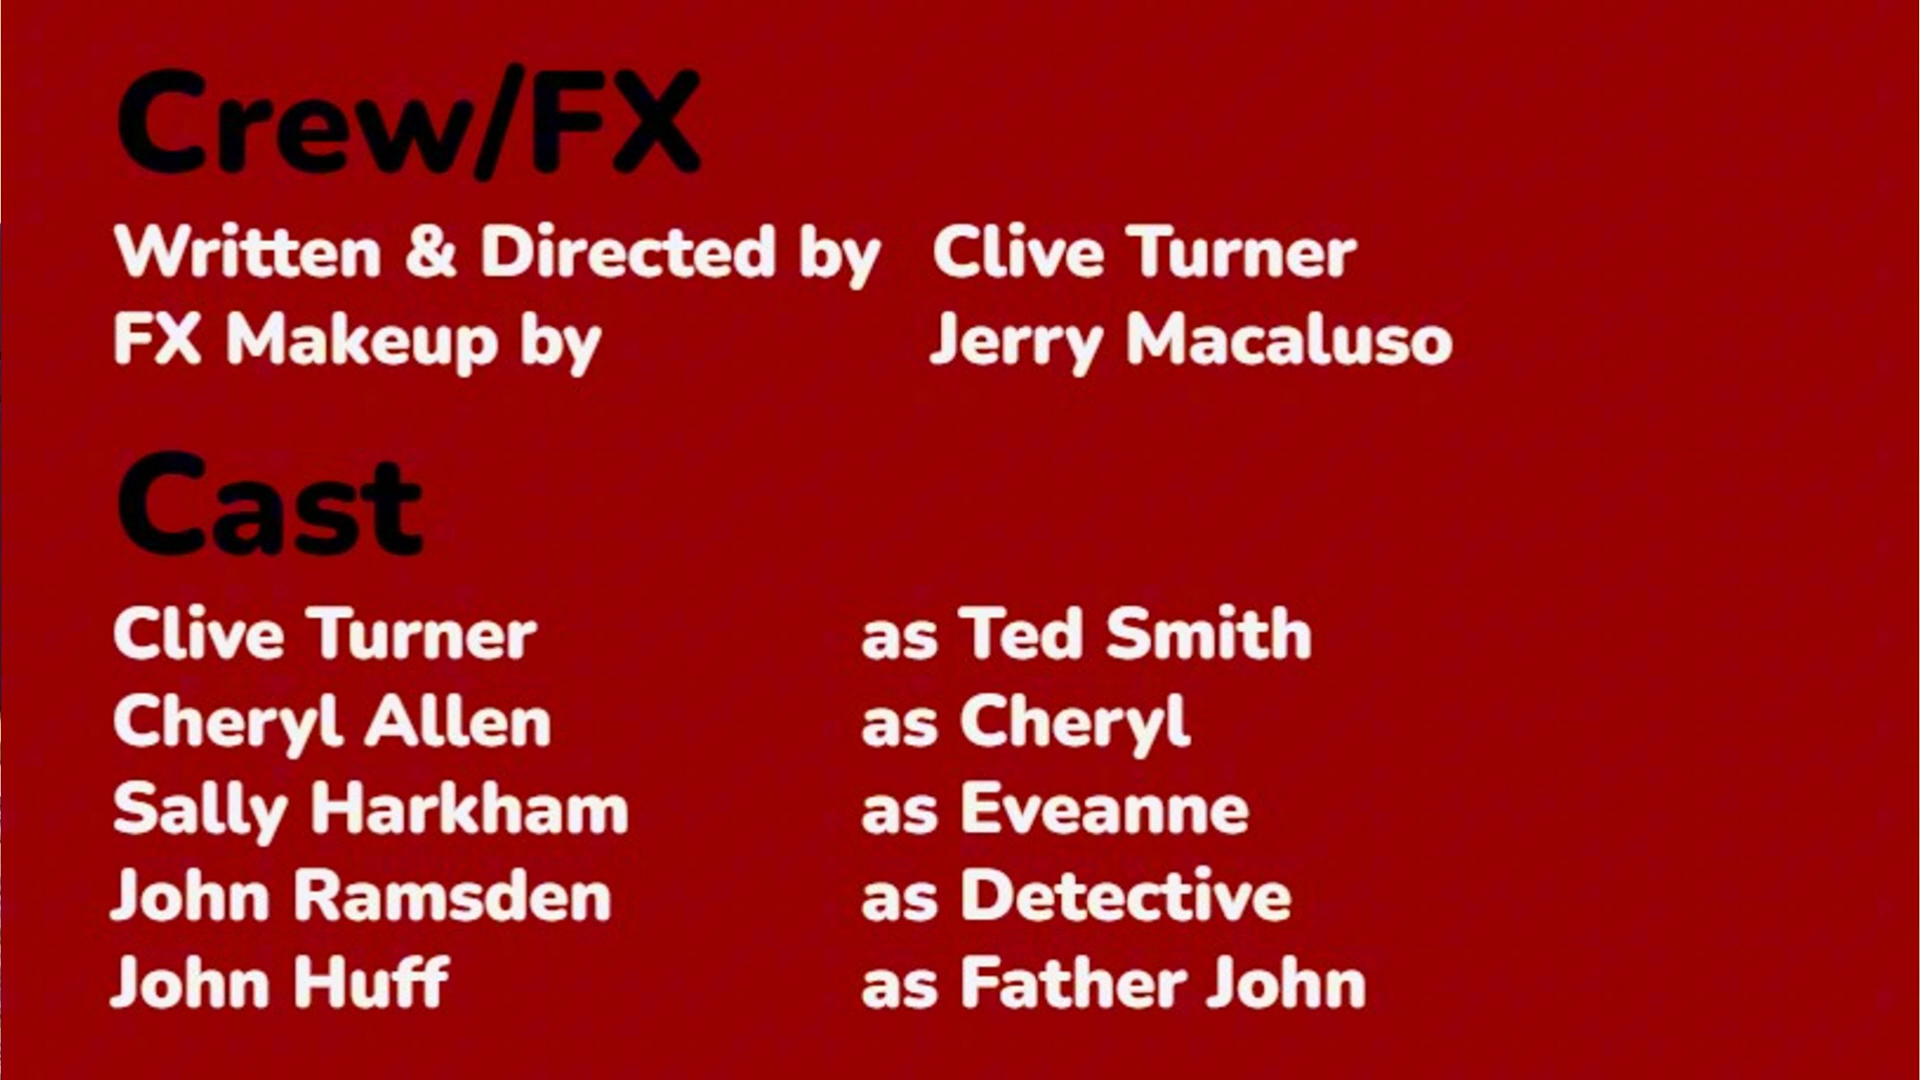 Crew/FX
Written & Directed by Clive Turner
FX Makeup by Jerry Macaluso
Cast
Clive Turner as Ted Smith
Cheryl Allen as Cheryl
Sally Harkham as Eveanne
John Ramsden as Detective
John Huff as Father John